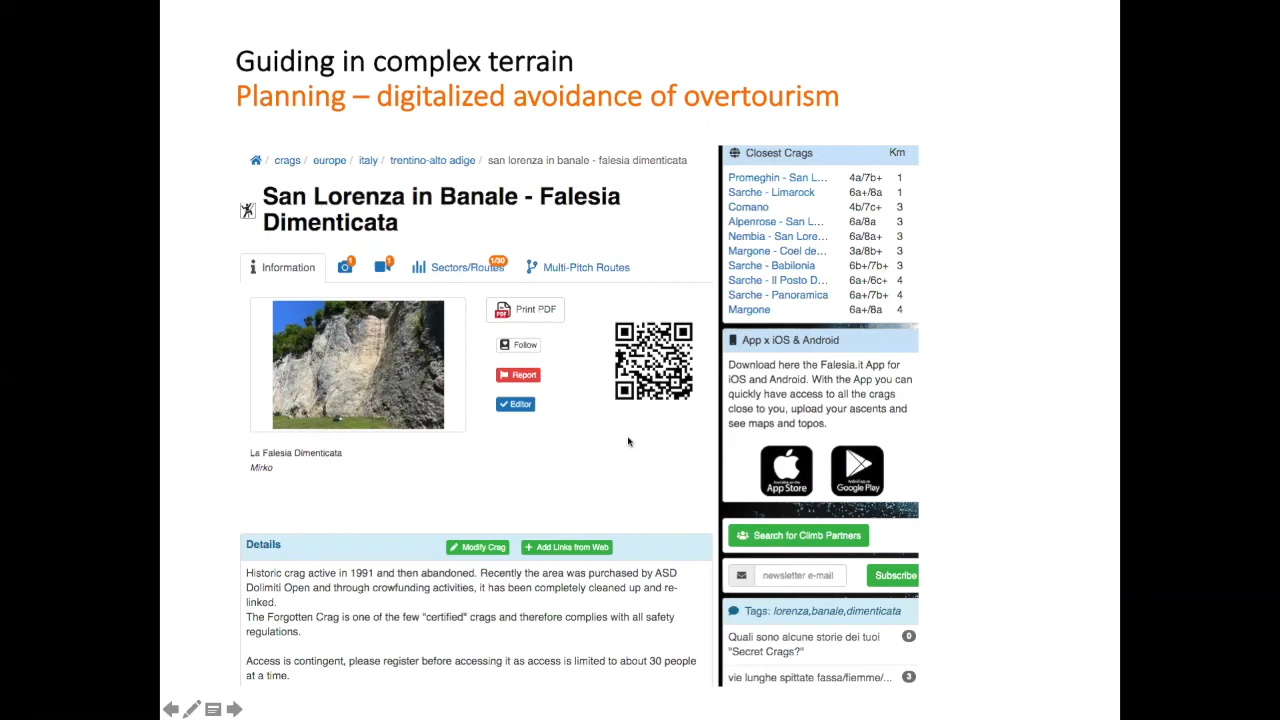 Guiding in complex terrain
Planning – digitalized avoidance of overtourism
/ crags / europe / italy / trentino-alto adige / san lorenza in banale - falesia dimenticata
San Lorenza in Banale - Falesia
Dimenticata
Information
1
1
Sectors/Routes
1/30
Multi-Pitch Routes
PDF
Print PDF
Follow
Report
Editor
La Falesia Dimenticata
Mirko
Details
Modify Crag
Add Links from Web
Historic crag active in 1991 and then abandoned. Recently the area was purchased by ASD
Dolimiti Open and through crowfunding activities, it has been completely cleaned up and re-
linked.
The Forgotten Crag is one of the few "certified" crags and therefore complies with all safety
regulations.
Access is contingent, please register before accessing it as access is limited to about 30 people
at a time.
Closest Crags Km
Promeghin - San L... 4a/7b+ 1
Sarche - Limarock 6a+/8a 1
Comano 4b/7c+ 3
Alpenrose - San L... 6a/8a 3
Nembia - San Lore... 6a/8a+ 3
Margone - Coel de... 3a/8b+ 3
Sarche - Babilonia 6b+/7b+ 3
Sarche - Il Posto D... 6a+/6c+ 4
Sarche - Panoramica 6a+/7b+ 4
Margone 6a+/8a 4
App x iOS & Android
Download here the Falesia.it App for
iOS and Android. With the App you can
quickly have access to all the crags
close to you, upload your ascents and
see maps and topos.
Available on the
App Store
Android app on
Google Play
Search for Climb Partners
newsletter e-mail
Subscribe
Tags: lorenza,banale,dimenticata
Quali sono alcune storie dei tuoi 0
"Secret Crags?"
vie lunghe spittate fassa/fiemme/... 3